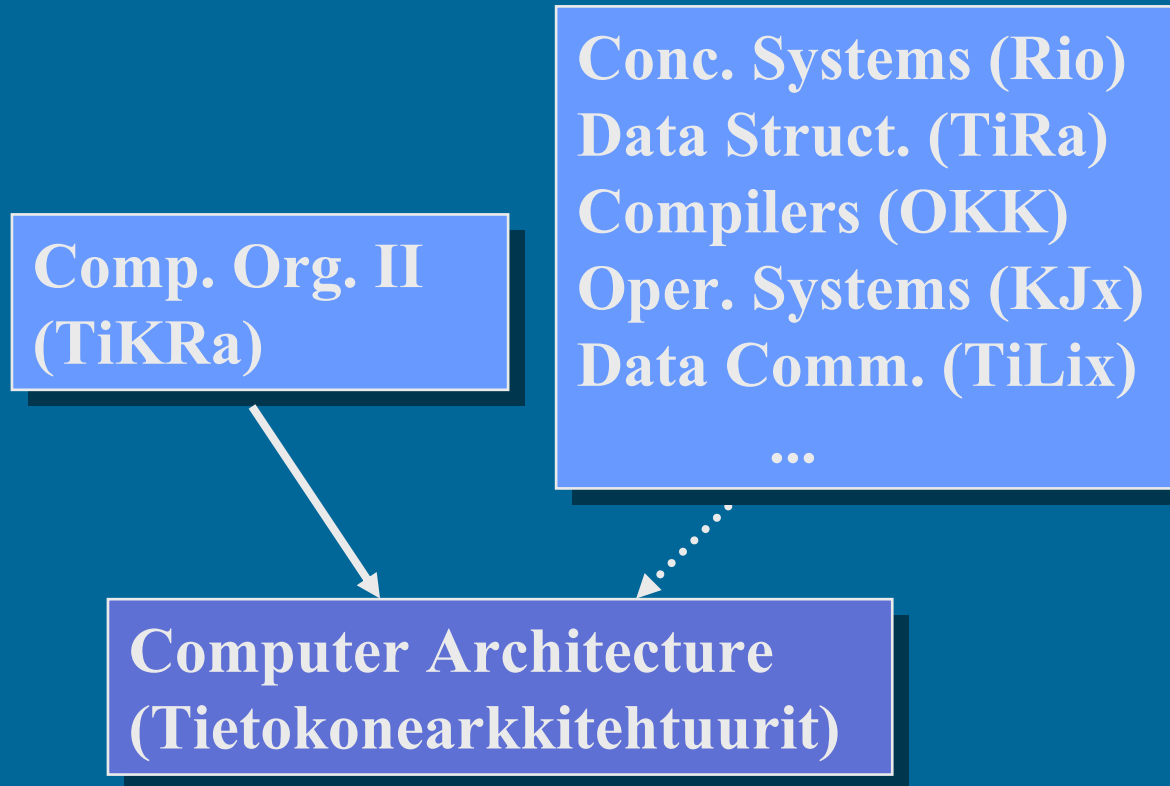 Comp. Org. II
(TiKRa)
Conc. Systems (Rio)
Data Struct. (TiRa)
Compilers (OKK)
Oper. Systems (KJx)
Data Comm. (TiLix)
...
Computer Architecture
(Tietokonearkkitehtuurit)